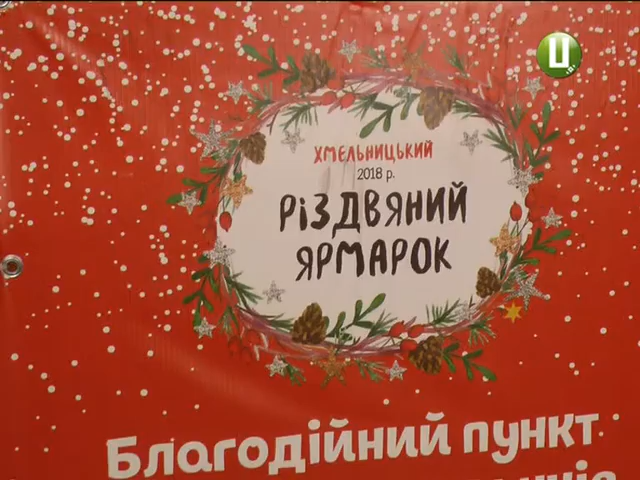 Ц
ХМЕЛЬНИЦЬКИЙ
2018 р.
РІЗДВЯНИЙ
ЯРМАРОК
Благодійний пункт